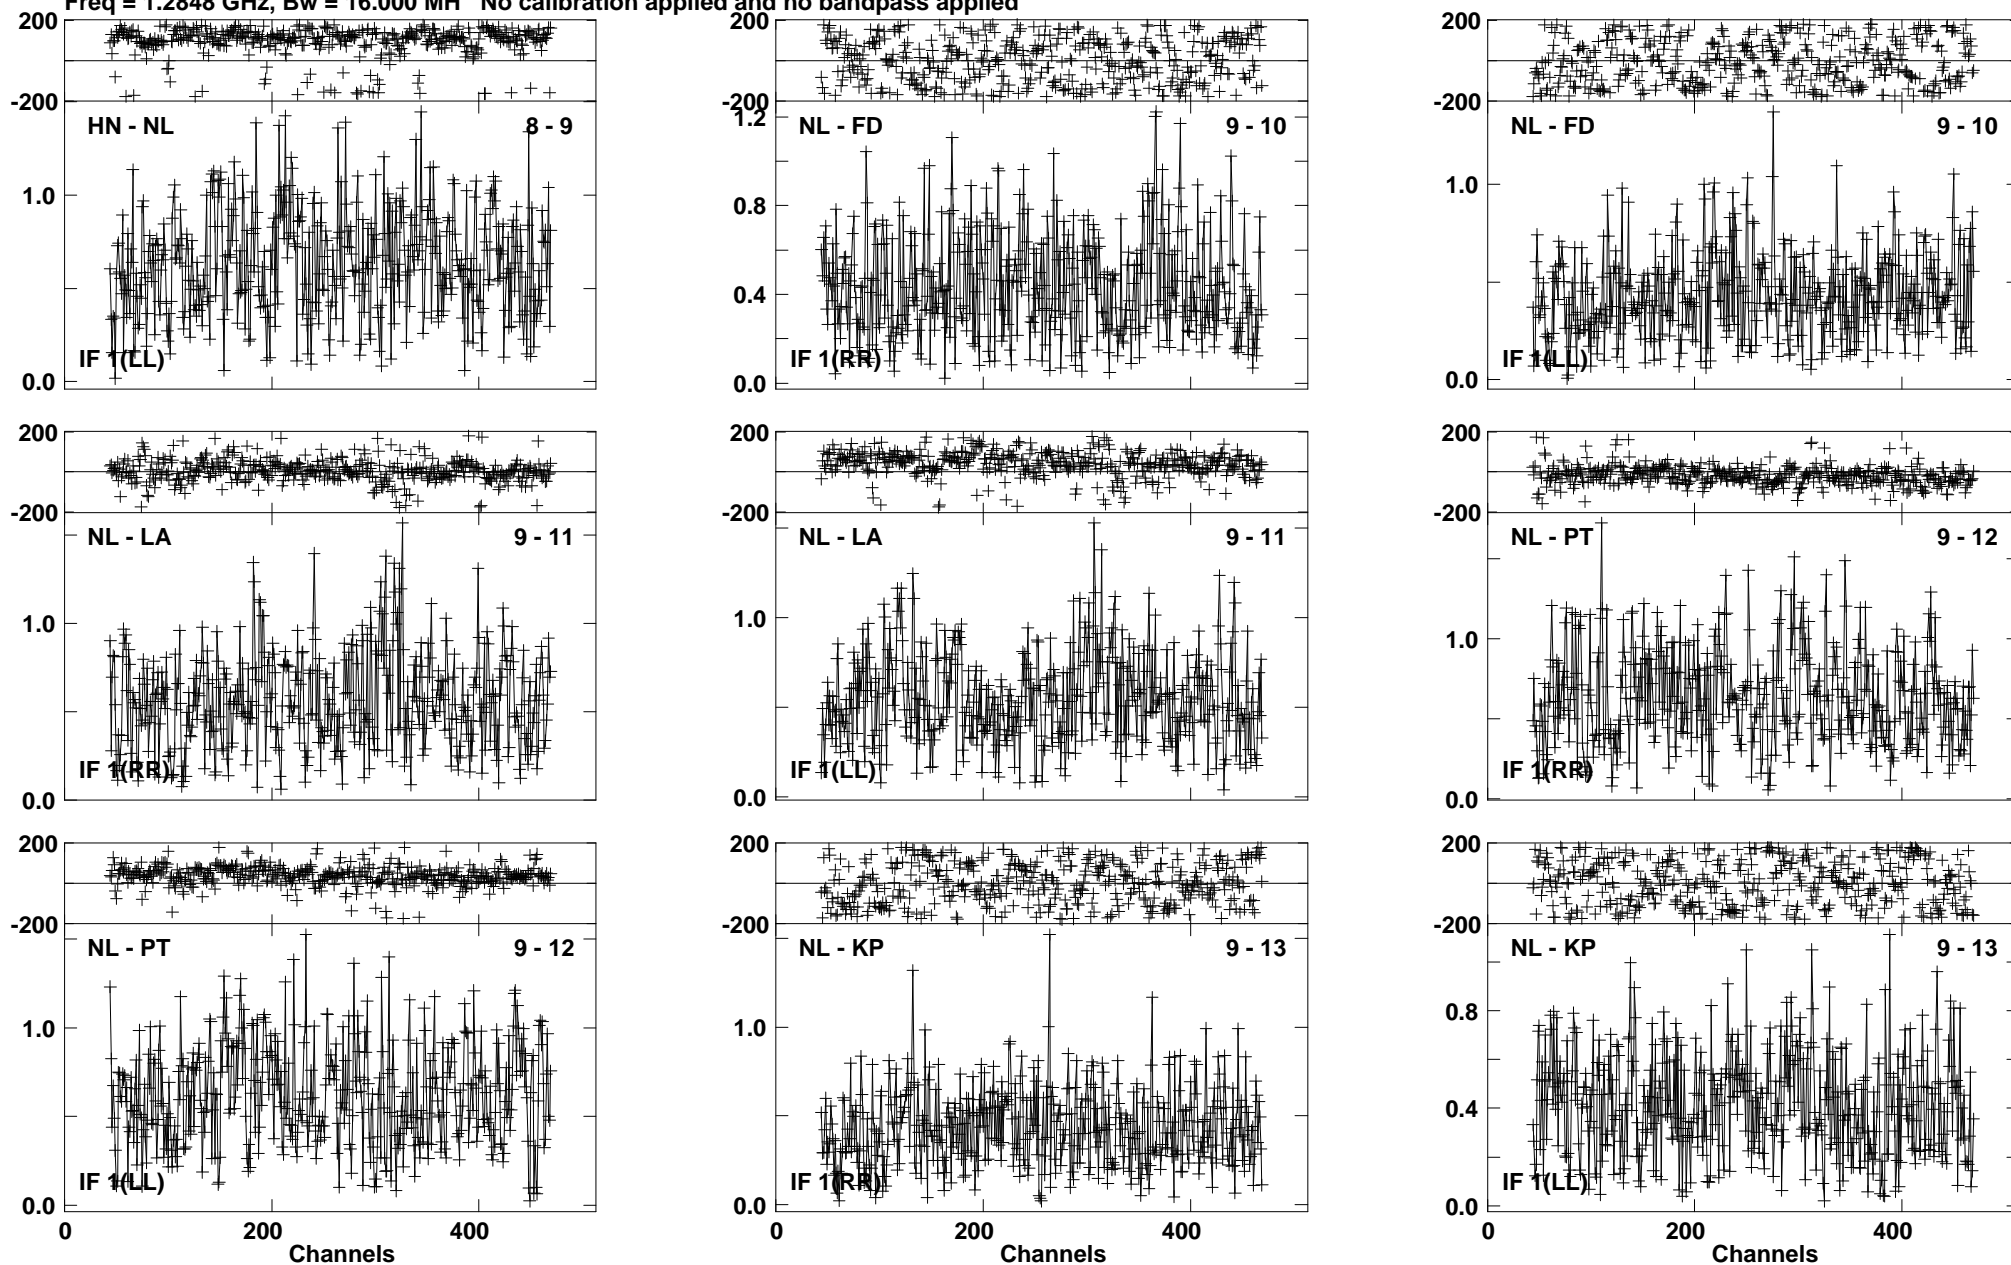 Freq = 1.2848 GHz, Bw = 16.000 MH No calibration applied and no bandpass applied
200
-200
HN - NL 8 - 9
1.0
IF 1(LL)
0.0
200
-200
1.2
NL - FD 9 - 10
0.8
0.4
IF 1(RR)
0.0
200
-200
NL - FD 9 - 10
1.0
IF 1(LL)
0.0
200
-200
NL - LA 9 - 11
1.0
IF 1(RR)
0.0
200
-200
NL - LA 9 - 11
1.0
IF 1(LL)
0.0
200
-200
NL - PT 9 - 12
1.0
IF 1(RR)
0.0
200
-200
NL - PT 9 - 12
1.0
IF 1(LL)
0.0
0 200 400
Channels
200
-200
NL - KP 9 - 13
1.0
IF 1(RR)
0.0
0 200 400
Channels
200
-200
NL - KP 9 - 13
0.8
0.4
IF 1(LL)
0.0
0 200 400
Channels